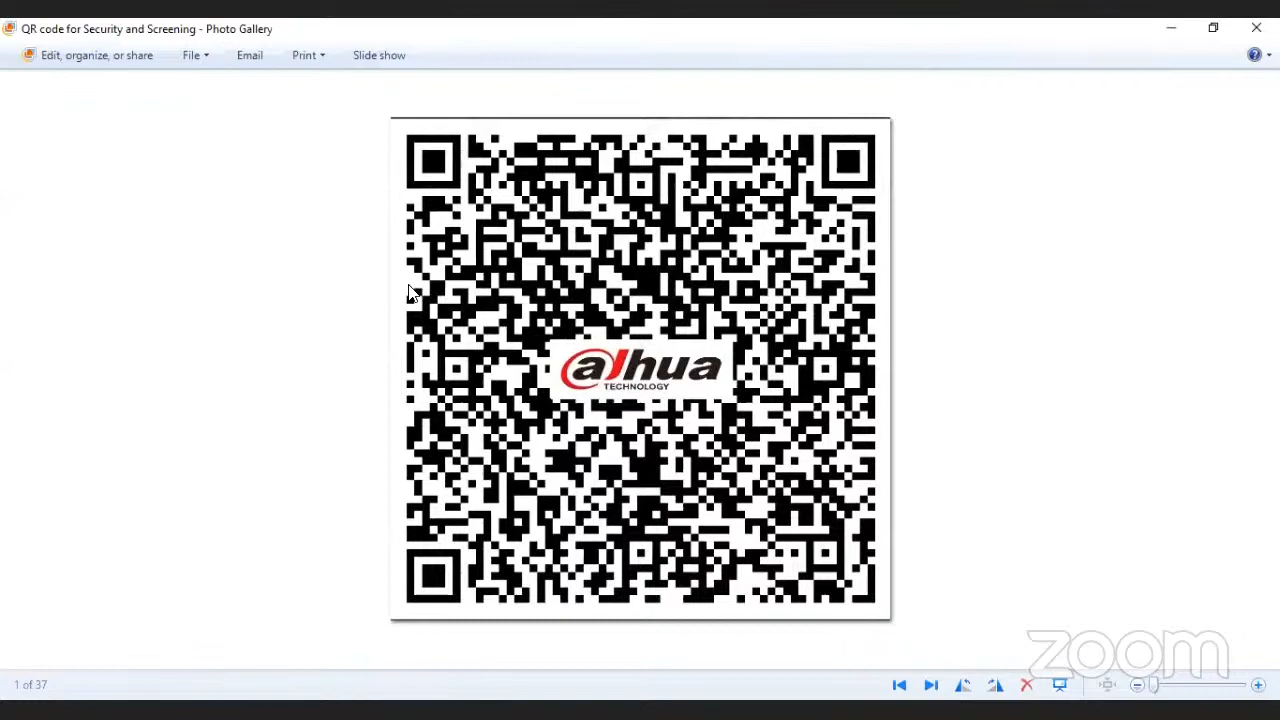 QR code for Security and Screening - Photo Gallery
Edit, organize, or share File Email Print Slide show
alhua
TECHNOLOGY
zoom
1 of 37